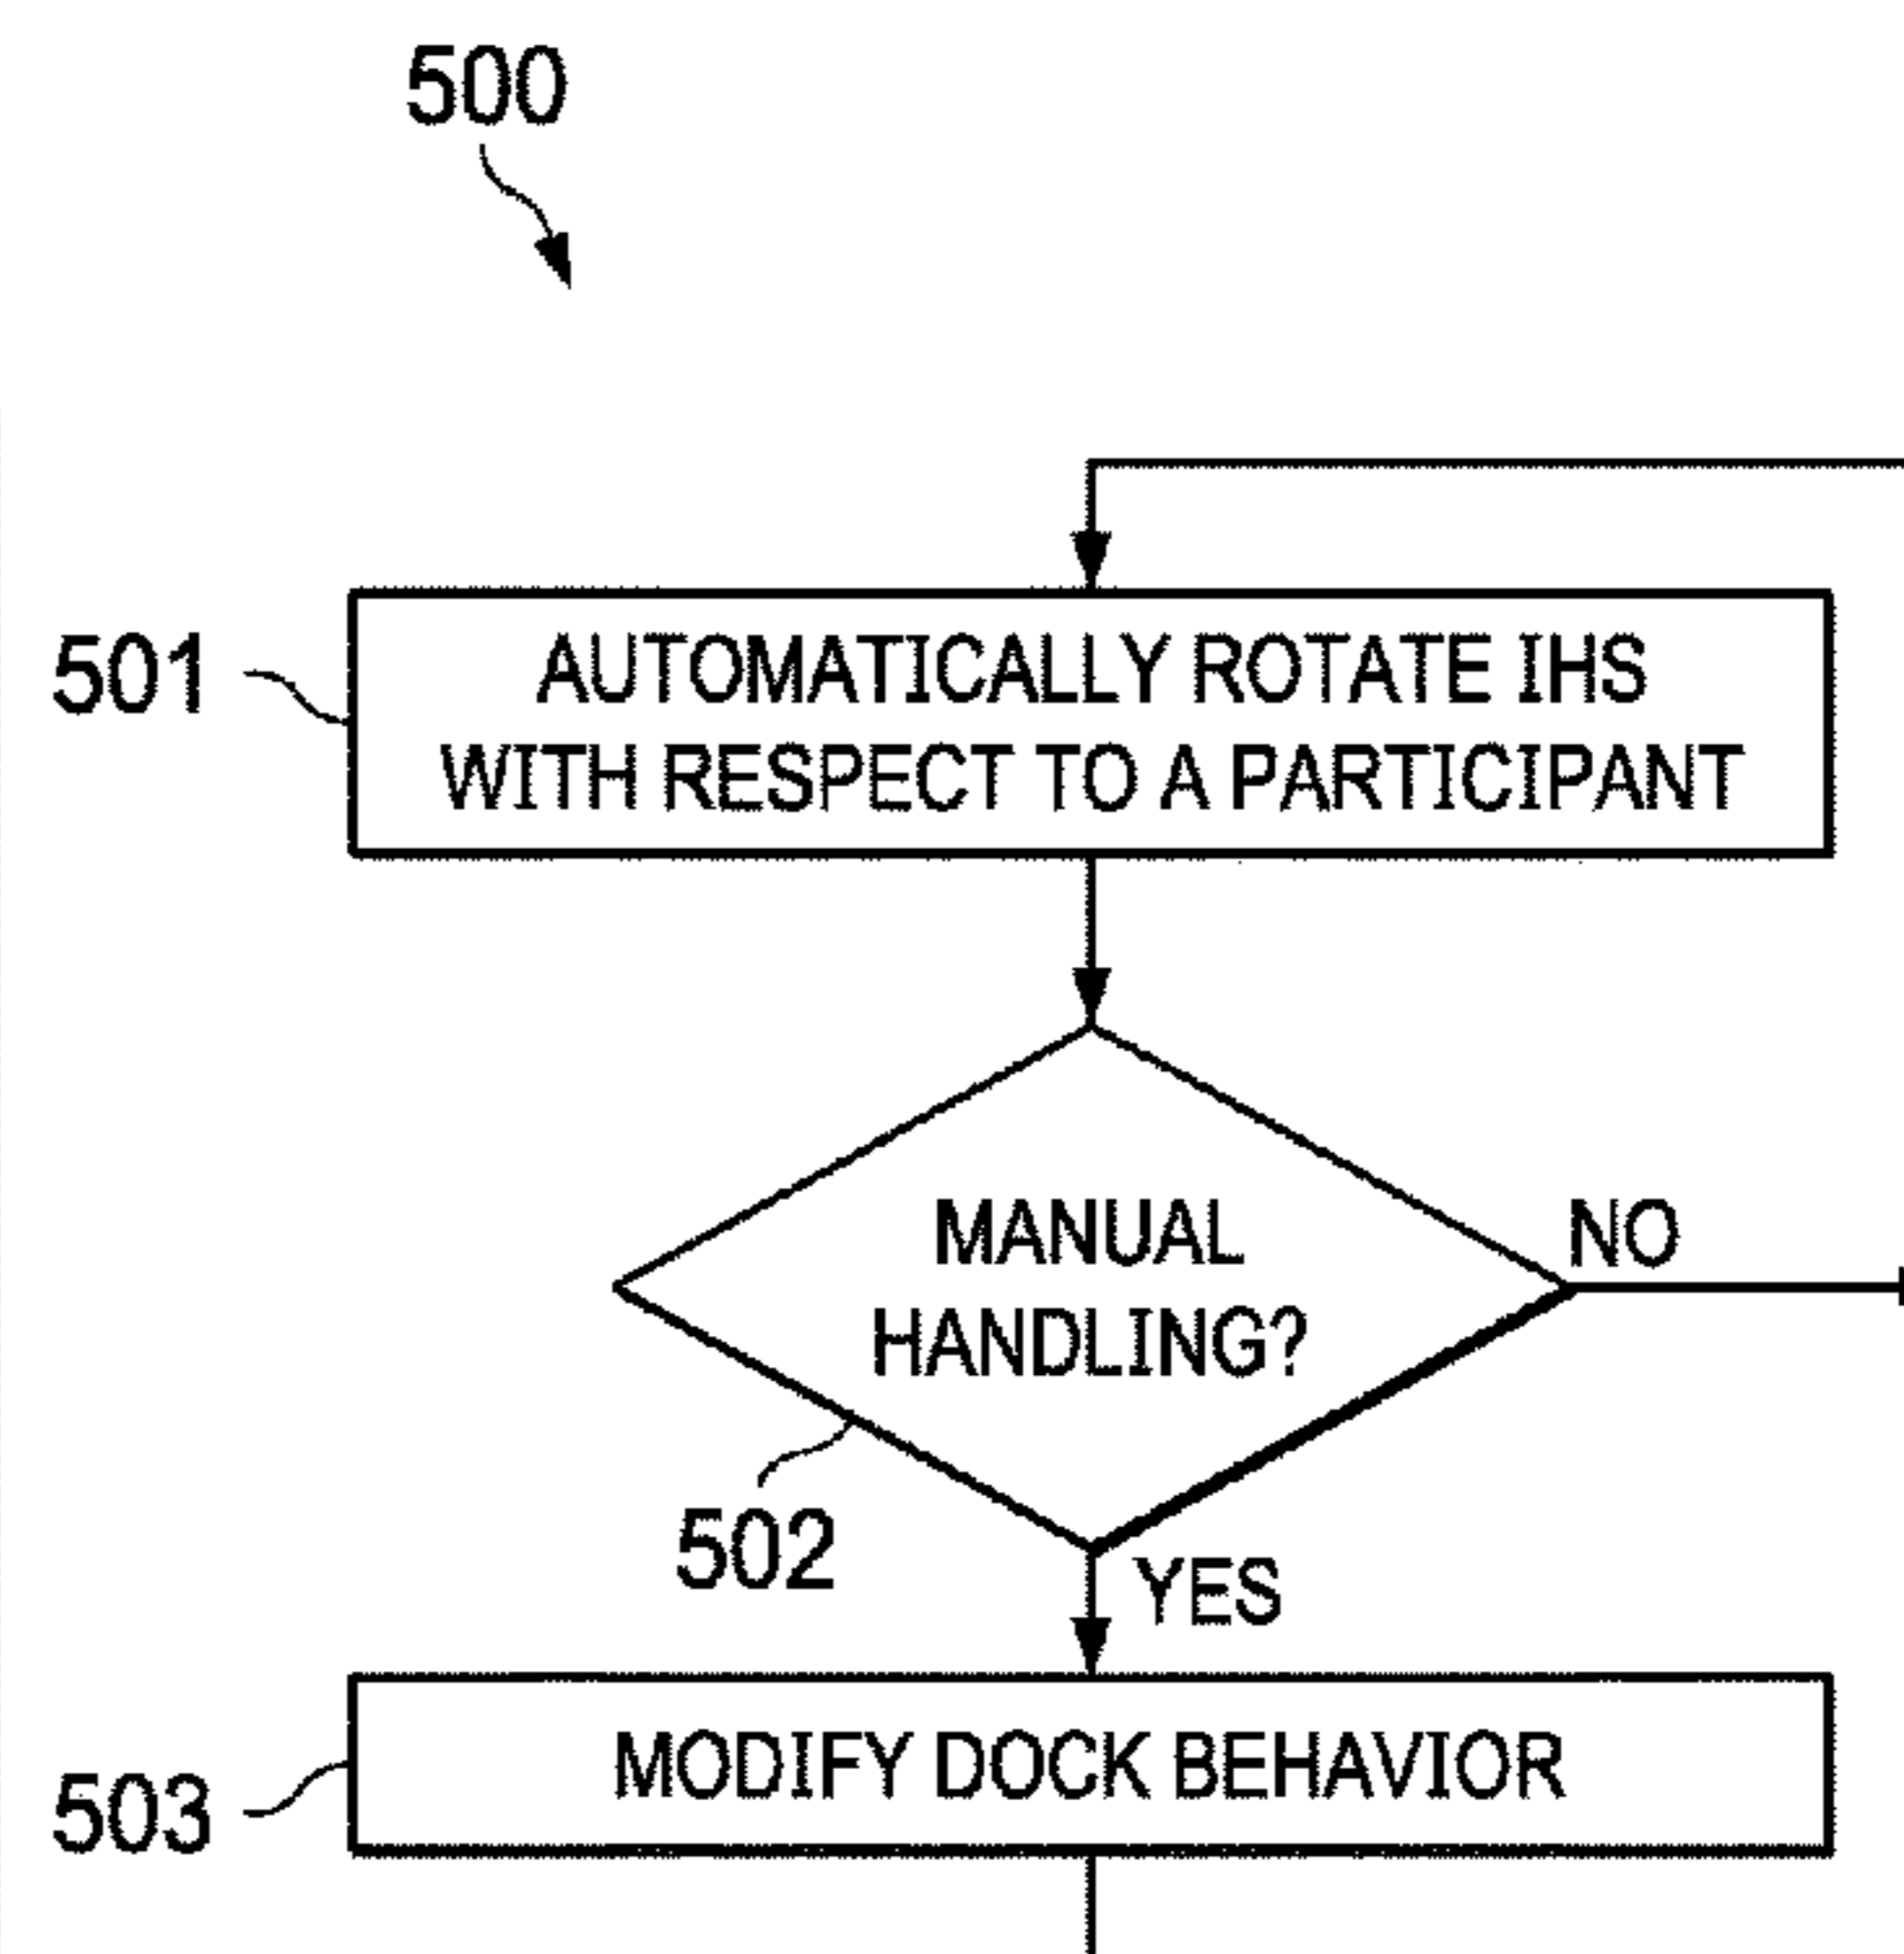 500
501
AUTOMATICALLY ROTATE IHS
WITH RESPECT TO A PARTICIPANT
MANUAL
HANDLING?
NO
502
YES
503
MODIFY DOCK BEHAVIOR